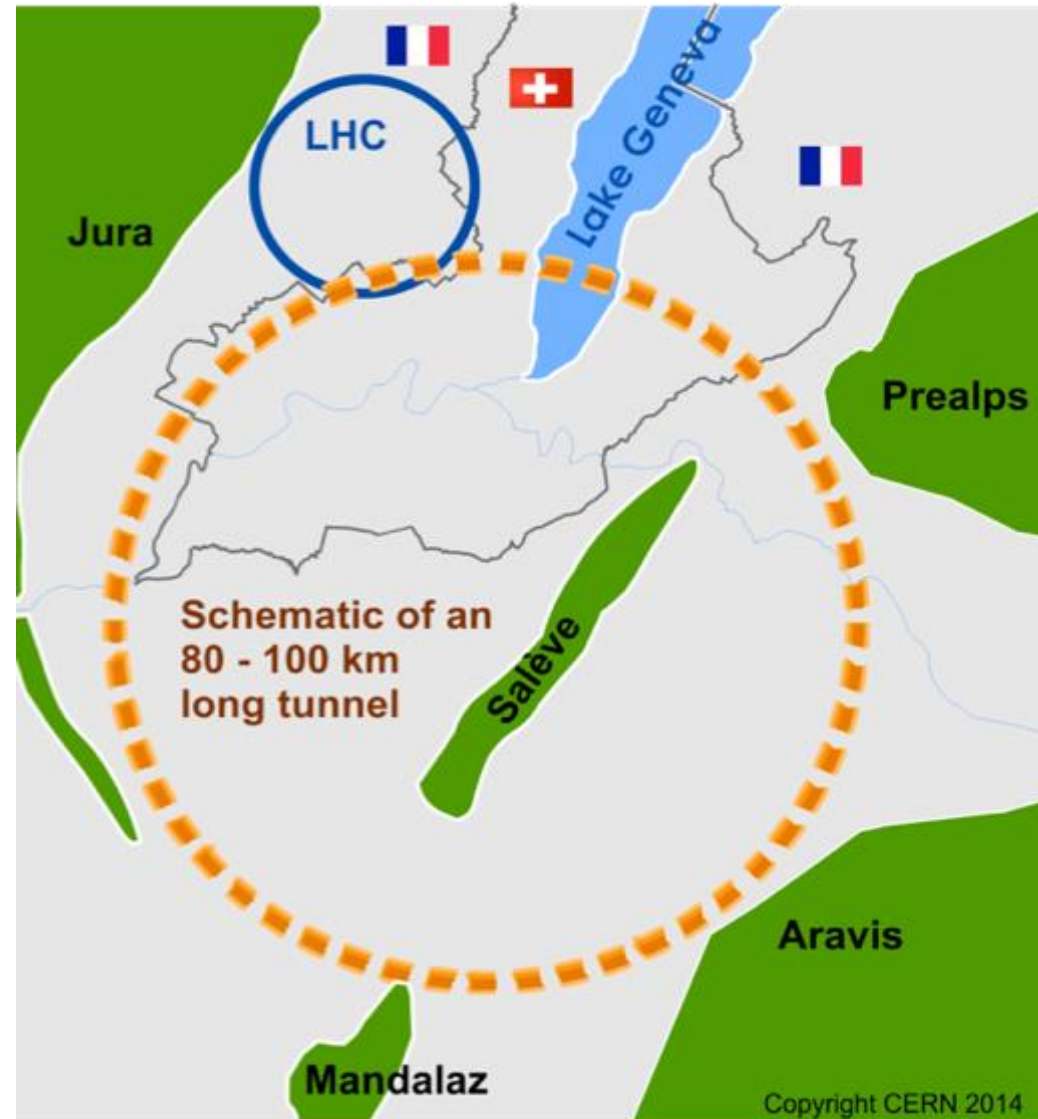 LHC
Lake Geneva
Jura
Prealps
Schematic of an
80 - 100 km
long tunnel
Salève
Aravis
Mandalaz
Copyright CERN 2014